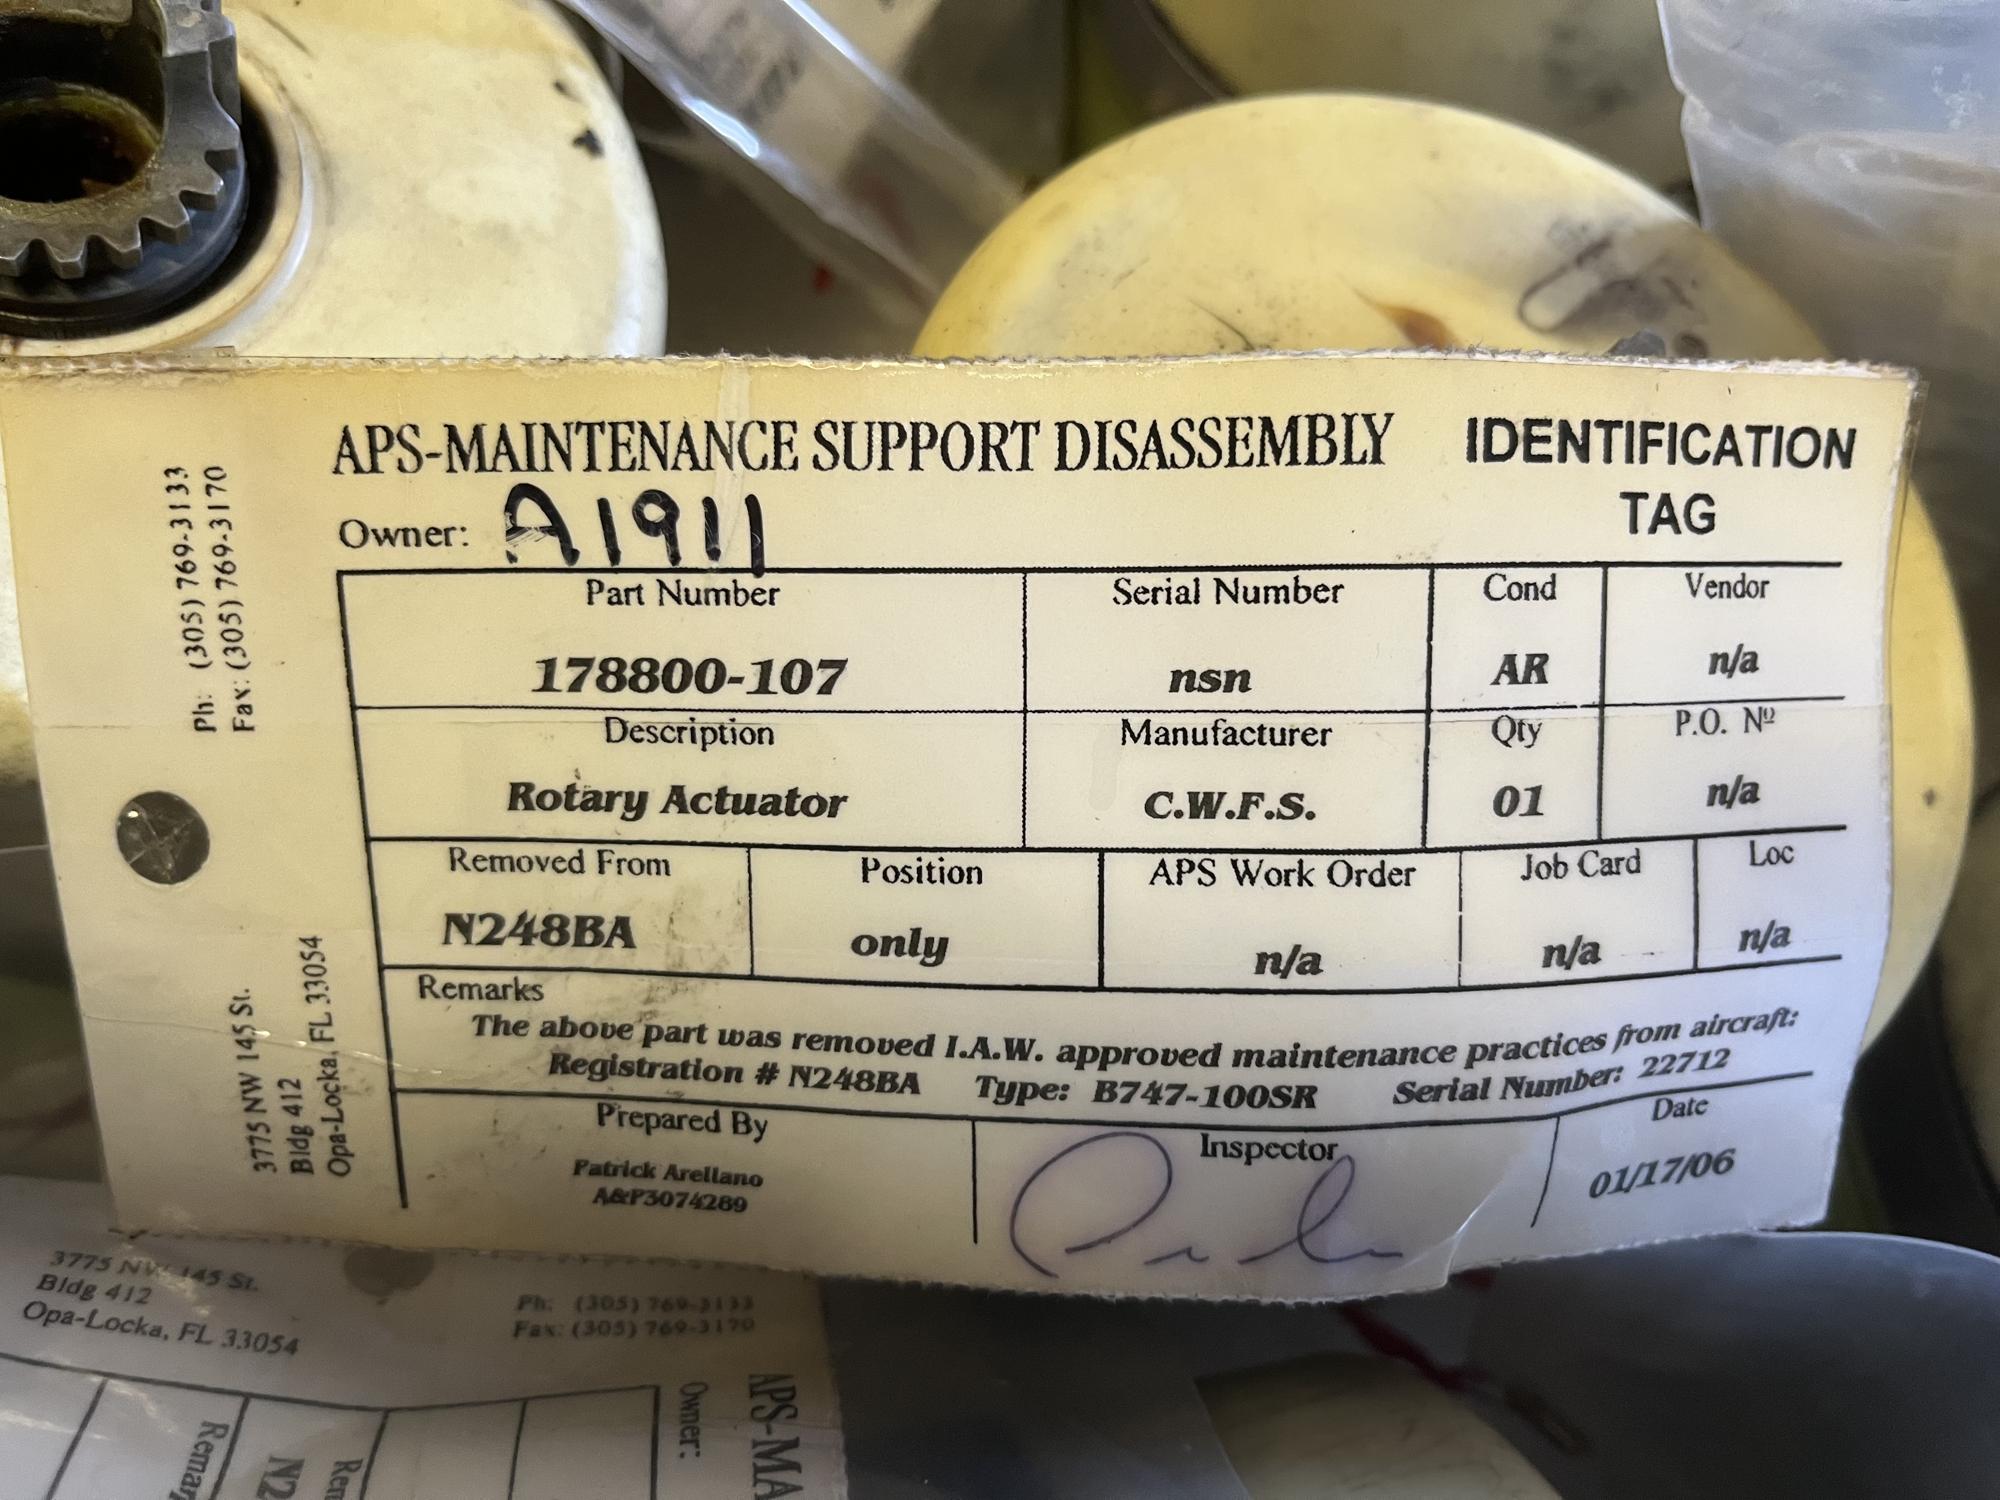 APS-MAINTENANCE SUPPORT DISASSEMBLY
IDENTIFICATION
TAG
Owner: A1911
Ph: (305) 769-3133
Fax: (305) 769-3170
3775 NW 145 St.
Bldg 412
Opa-Locka, FL 33054
Part Number
178800-107
Serial Number
nsn
Cond
AR
Vendor
n/a
Description
Rotary Actuator
Manufacturer
C.W.F.S.
Qty
01
P.O. Nº
n/a
Removed From
N248BA
Position
only
APS Work Order
n/a
Job Card
n/a
Loc
n/a
Remarks
The above part was removed I.A.W. approved maintenance practices from aircraft:
Registration # N248BA Type: B747-100SR Serial Number: 22712
Prepared By
Patrick Arellano
A&P3074289
Inspector
Date
01/17/06
3775 NW 145 St.
Bldg 412
Opa-Locka, FL 33054
Ph: (305) 769-3133
Fax: (305) 769-3170
APS-MA
Owner:
Rem
N2
Remar